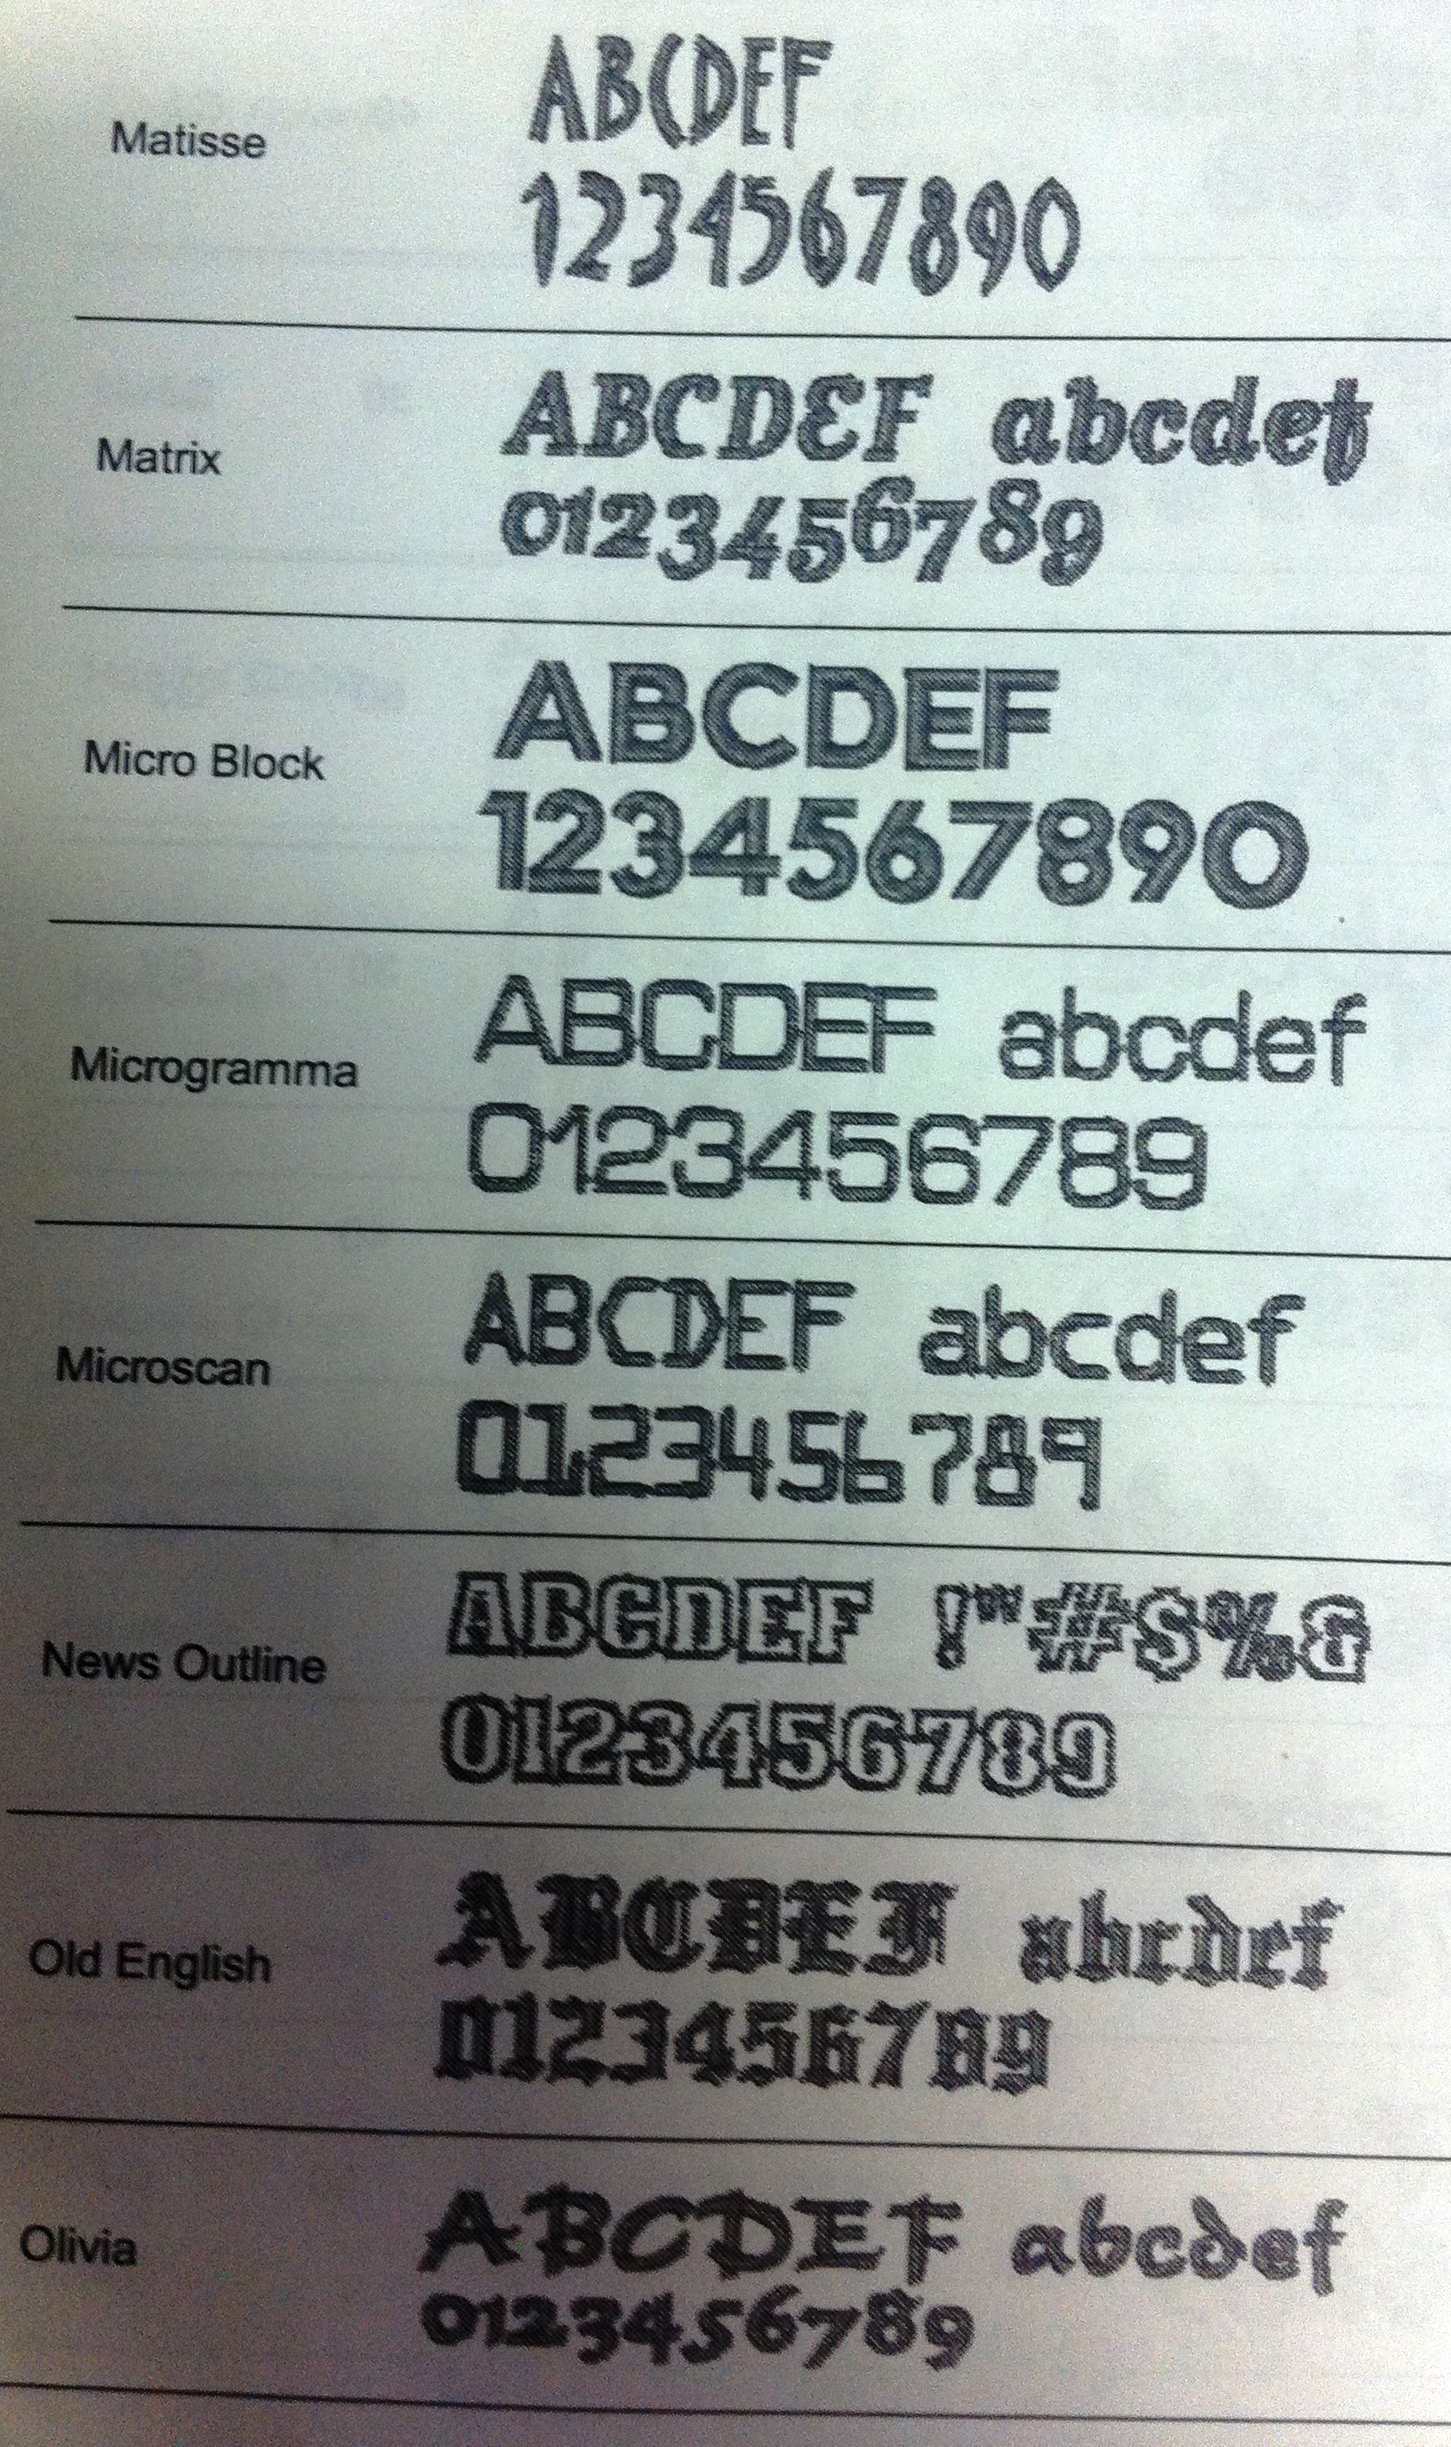 ABCDEF
Matisse
1234567890
ABCDEF abcdef
Matrix
0123456789
ABCDEF
Micro Block
1234567890
ABCDEF abcdef
Microgramma
0123456789
ABCDEF abcdef
Microscan
0123456789
ABCDEF !"#$%&
News Outline
0123456789
ABCDEF abcdef
Old English
0123456789
ABCDEF abcdef
Olivia
0123456789